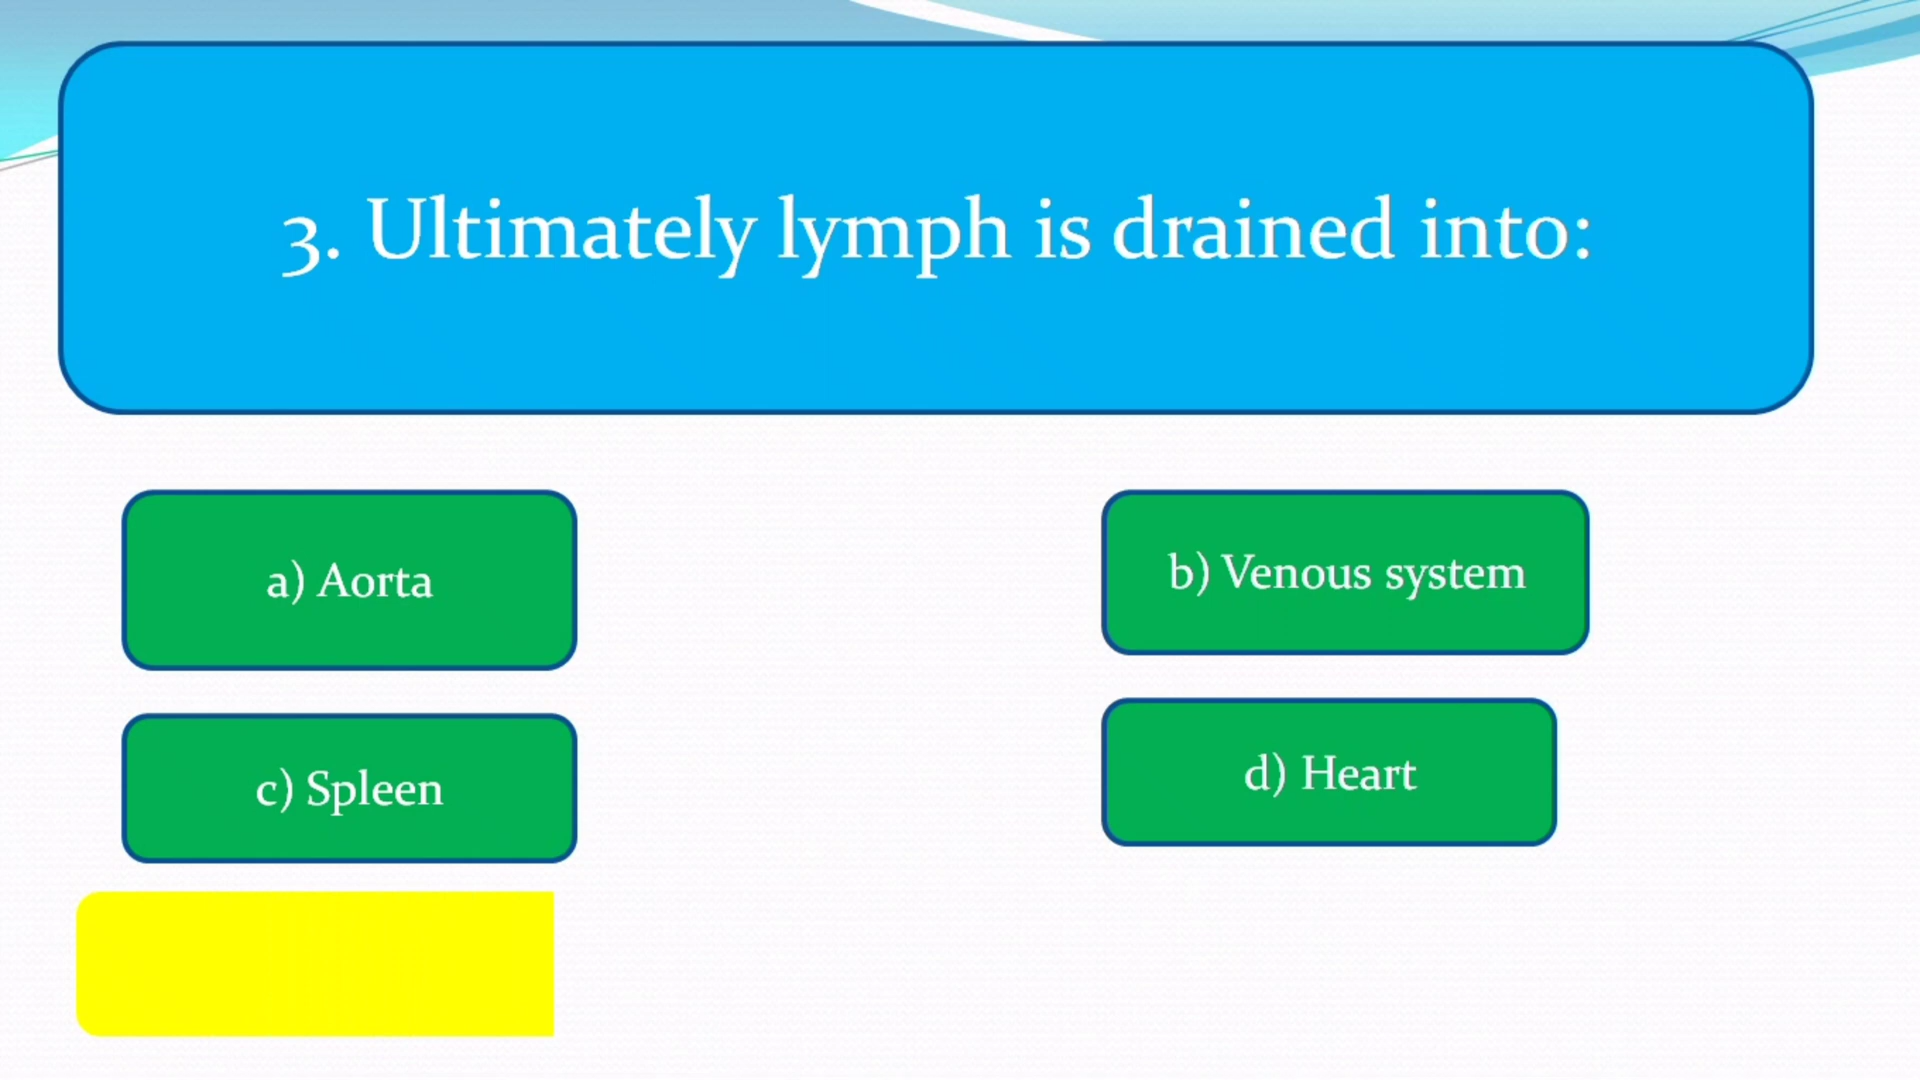 3. Ultimately lymph is drained into:
a) Aorta
b) Venous system
c) Spleen
d) Heart